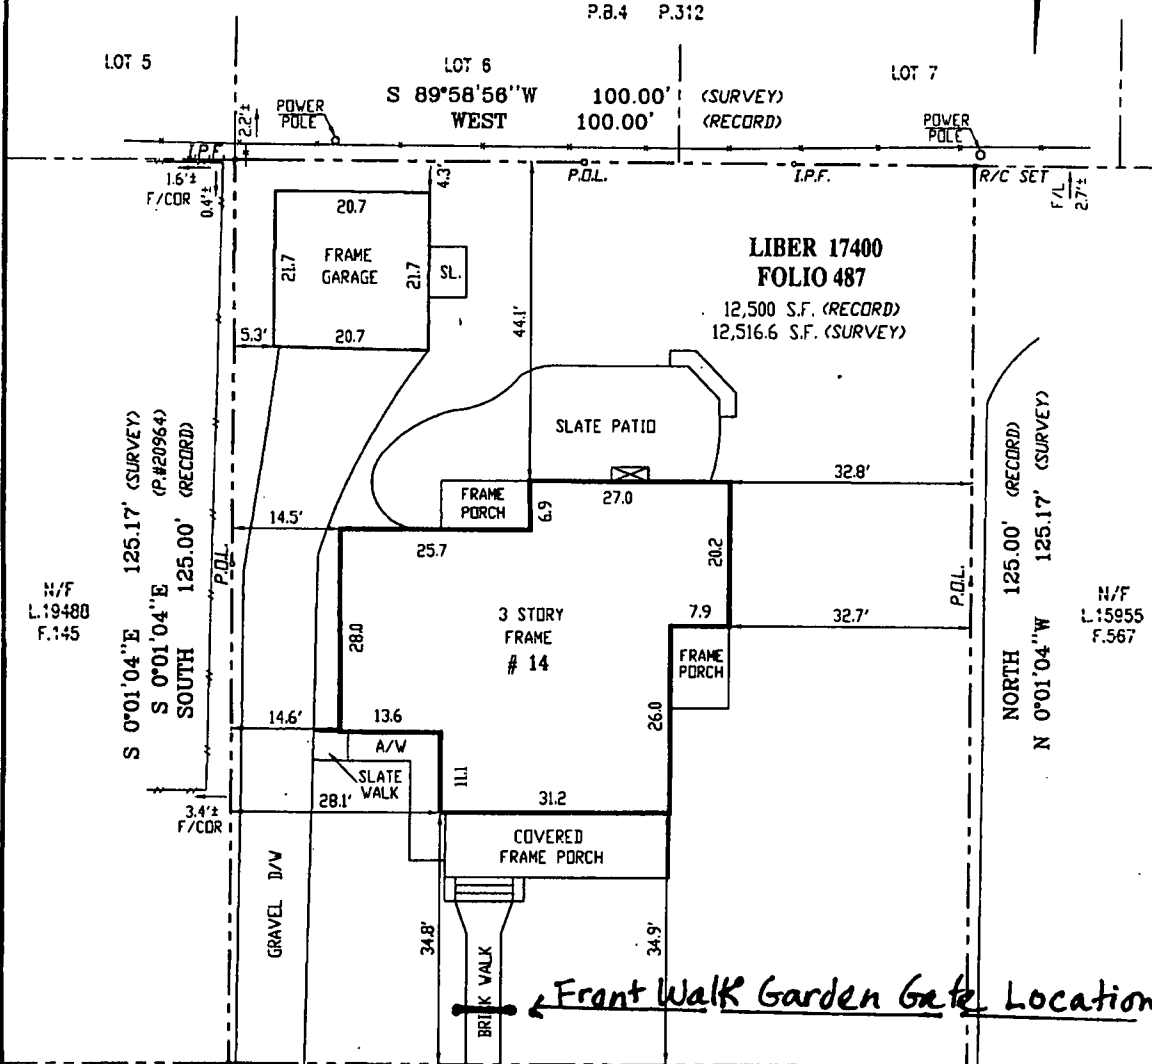 P.B.4 P.312
LOT 5
LOT 6
LOT 7
S 89°58'56"W 100.00' (SURVEY)
WEST 100.00' (RECORD)
POWER
POLE
POWER
POLE
2.2'±
I.P.F.
P.O.L.
I.P.F.
R/C SET
1.6'±
F/COR
0.4'±
4.3'
F/L
2.7'±
20.7
FRAME
GARAGE
21.7
21.7
SL.
20.7
5.3'
44.1'
LIBER 17400
FOLIO 487
12,500 S.F. (RECORD)
12,516.6 S.F. (SURVEY)
SLATE PATIO
S 0°01'04"E 125.17' (SURVEY)
S 0°01'04"E (P.#20964)
SOUTH 125.00' (RECORD)
P.O.L.
14.5'
FRAME
PORCH
6.9
27.0
32.8'
25.7
20.2
N/F
L.19480
F.145
28.0
3 STORY
FRAME
# 14
7.9
32.7'
FRAME
PORCH
P.O.L.
NORTH 125.00' (RECORD)
N 0°01'04"W 125.17' (SURVEY)
N/F
L.15955
F.567
14.6'
13.6
26.0
A/W
SLATE
WALK
11.1
28.1'
31.2
3.4'±
F/COR
COVERED
FRAME PORCH
GRAVEL D/W
34.8'
BRICK WALK
34.9'
Front Walk Garden Gate Location